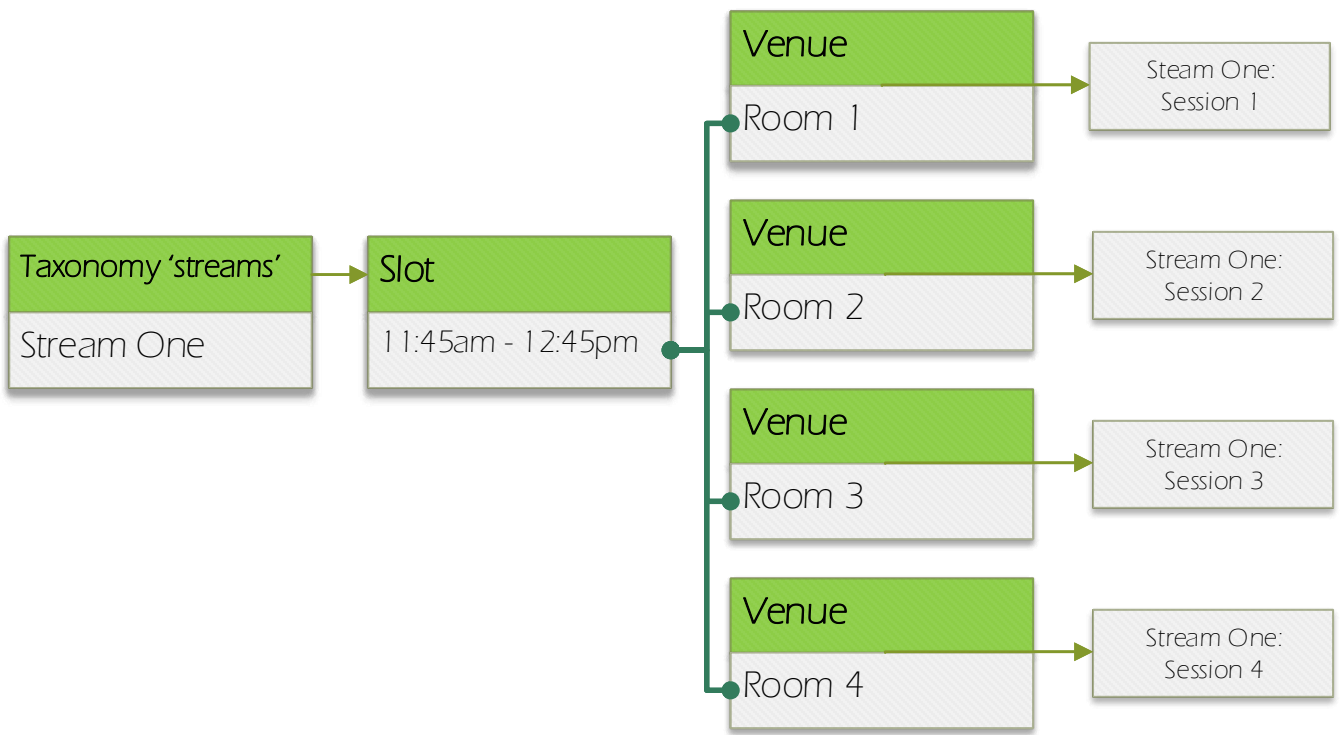 Taxonomy ‘streams’
Stream One
Slot
11:45am - 12:45pm
Venue
Room 1
Steam One:
Session 1
Venue
Room 2
Stream One:
Session 2
Venue
Room 3
Stream One:
Session 3
Venue
Room 4
Stream One:
Session 4